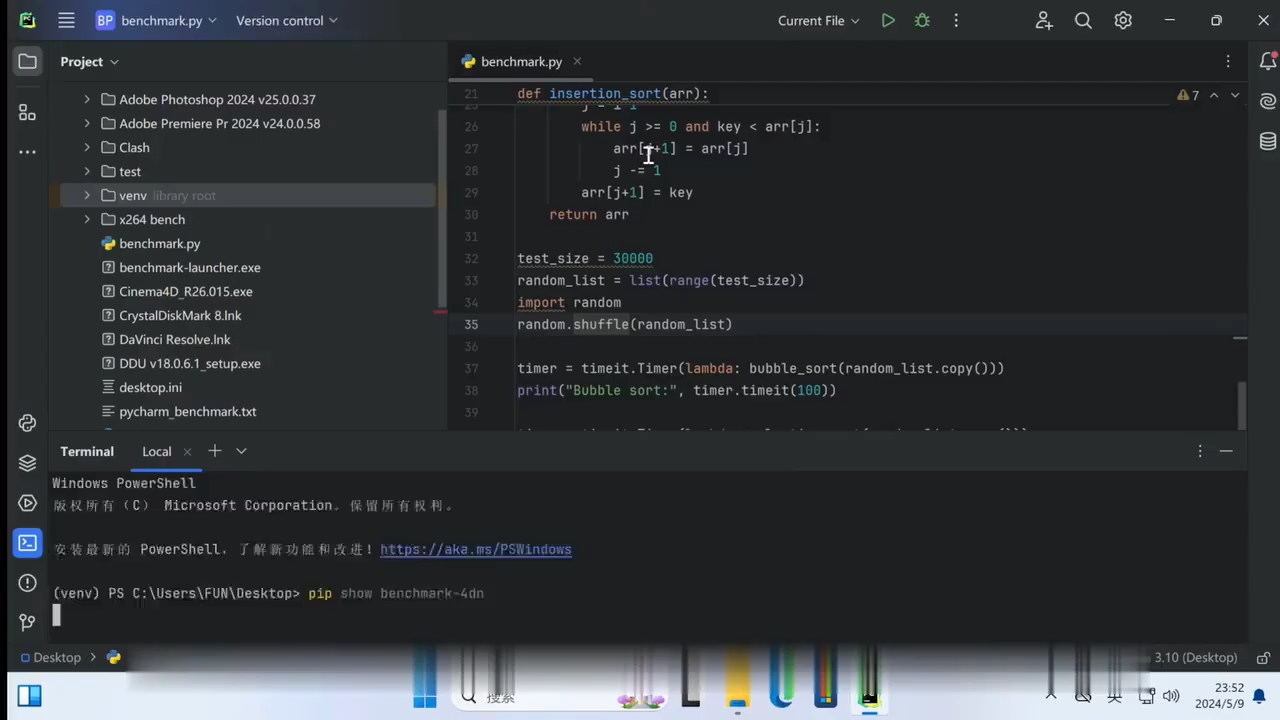 BP benchmark.py Version control Current File
Project
Adobe Photoshop 2024 v25.0.0.37
Adobe Premiere Pr 2024 v24.0.0.58
Clash
test
venv library root
x264 bench
benchmark.py
benchmark-launcher.exe
Cinema4D_R26.015.exe
CrystalDiskMark 8.lnk
DaVinci Resolve.lnk
DDU v18.0.6.1_setup.exe
desktop.ini
pycharm_benchmark.txt
benchmark.py
7
21 def insertion_sort(arr):
26 while j >= 0 and key < arr[j]:
27 arr[j+1] = arr[j]
28 j -= 1
29 arr[j+1] = key
30 return arr
31
32 test_size = 30000
33 random_list = list(range(test_size))
34 import random
35 random.shuffle(random_list)
36
37 timer = timeit.Timer(lambda: bubble_sort(random_list.copy()))
38 print("Bubble sort:", timer.timeit(100))
39
Terminal Local
Windows PowerShell
版权所有（C） Microsoft Corporation。保留所有权利。
安装最新的 PowerShell，了解新功能和改进！https://aka.ms/PSWindows
(venv) PS C:\Users\FUN\Desktop> pip show benchmark-4dn
Desktop 3.10 (Desktop)
搜索 英 23:52
2024/5/9